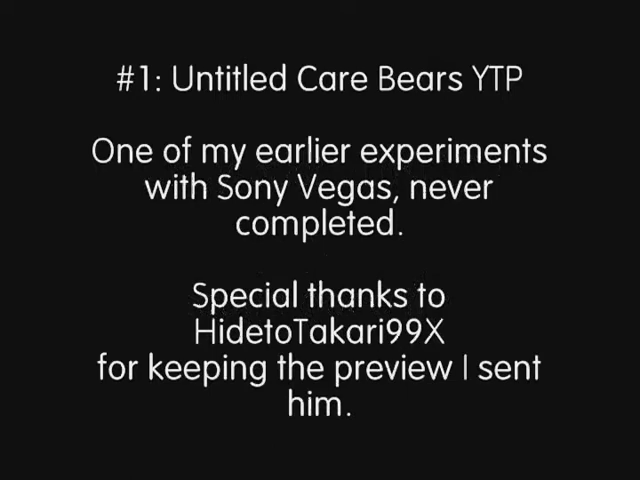 #1: Untitled Care Bears YTP
One of my earlier experiments
with Sony Vegas, never
completed.
Special thanks to
HidetoTakari99X
for keeping the preview I sent
him.